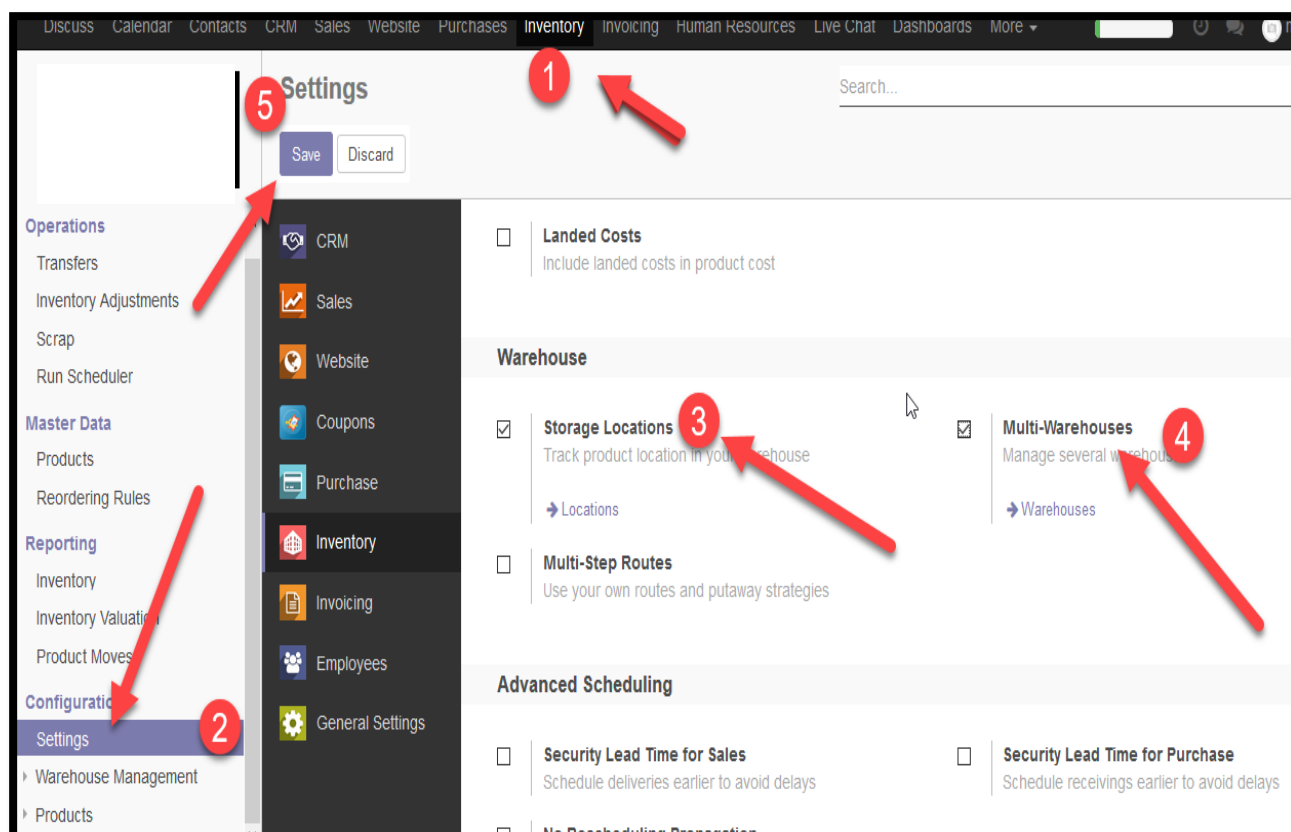 Discuss Calendar Contacts CRM Sales Website Purchases Inventory Invoicing Human Resources Live Chat Dashboards More
1
Settings
Search...
5
Save Discard
Operations
Transfers
Inventory Adjustments
Scrap
Run Scheduler
Master Data
Products
Reordering Rules
Reporting
Inventory
Inventory Valuation
Product Moves
Configuration
Settings
2
Warehouse Management
Products
CRM
Sales
Website
Coupons
Purchase
Inventory
Invoicing
Employees
General Settings
Landed Costs
Include landed costs in product cost
Warehouse
Storage Locations 3
Track product location in your warehouse
Locations
Multi-Warehouses 4
Manage several warehouses
Warehouses
Multi-Step Routes
Use your own routes and putaway strategies
Advanced Scheduling
Security Lead Time for Sales
Schedule deliveries earlier to avoid delays
Security Lead Time for Purchase
Schedule receivings earlier to avoid delays
No Rescheduling Propagation